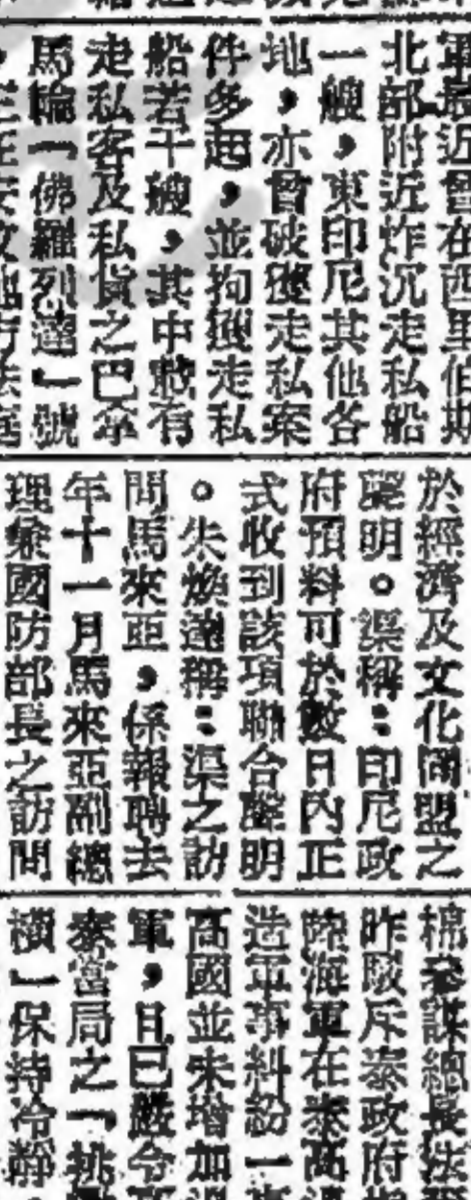 軍最近曾在西里伯斯
北部附近炸沉走私船
一艘，東印尼其他各
地，亦曾破獲走私案
件多起，並拘獲走私
船若干艘，其中載有
走私客及私貨之巴拿
馬輪「佛羅列達」號
於經濟及文化同盟之
聲明。渠稱：印尼政
府預料可於數日內正
式收到該項聯合聲明
。朱煥達稱：渠之訪
問馬來亞，係報聘去
年十一月馬來亞副總
理兼國防部長之訪問
棉參謀總長法
昨駁斥泰政府
陸海軍在泰高邊
造軍事糾紛一
高國並未增加
軍，且已嚴令
泰當局之「挑
橫」保持冷靜